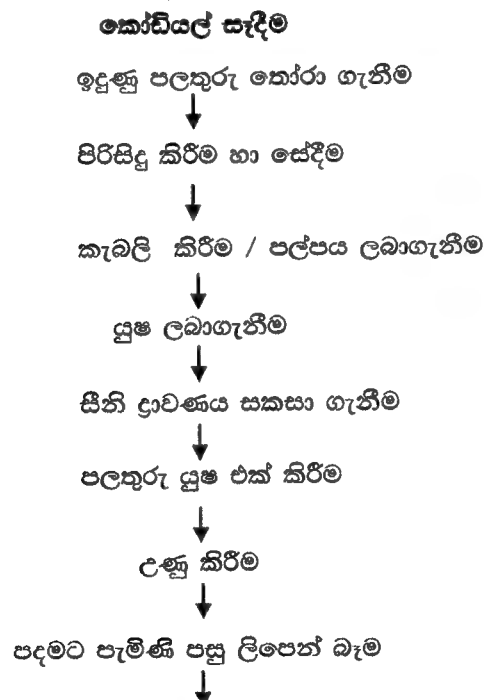 කෝඩියල් සෑදීම
ඉදුණු පලතුරු තෝරා ගැනීම
පිරිසිදු කිරීම හා සේදීම
කැබලි කිරීම / පල්පය ලබාගැනීම
යුෂ ලබාගැනීම
සීනි ද්‍රාවණය සකසා ගැනීම
පලතුරු යුෂ එක් කිරීම
උණු කිරීම
පදමට පැමිණි පසු ලිපෙන් බෑම